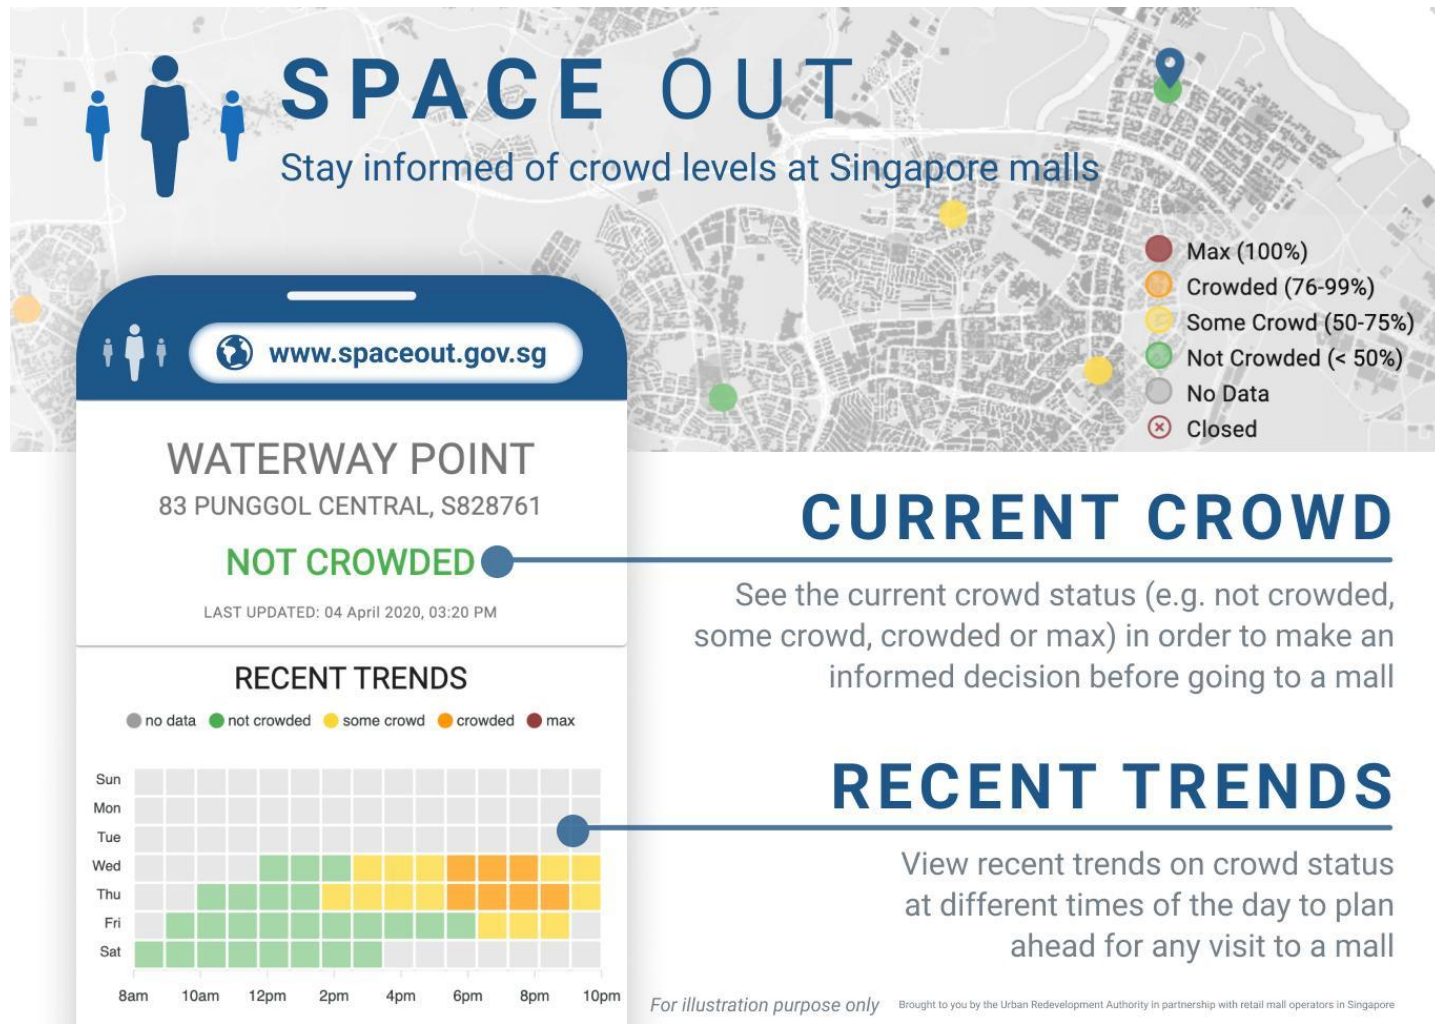 SPACE OUT
Stay informed of crowd levels at Singapore malls
Max (100%)
Crowded (76-99%)
Some Crowd (50-75%)
Not Crowded (< 50%)
No Data
Closed
www.spaceout.gov.sg
WATERWAY POINT
83 PUNGGOL CENTRAL, S828761
NOT CROWDED
LAST UPDATED: 04 April 2020, 03:20 PM
RECENT TRENDS
no data not crowded some crowd crowded max
Sun
Mon
Tue
Wed
Thu
Fri
Sat
8am 10am 12pm 2pm 4pm 6pm 8pm 10pm
CURRENT CROWD
See the current crowd status (e.g. not crowded,
some crowd, crowded or max) in order to make an
informed decision before going to a mall
RECENT TRENDS
View recent trends on crowd status
at different times of the day to plan
ahead for any visit to a mall
For illustration purpose only
Brought to you by the Urban Redevelopment Authority in partnership with retail mall operators in Singapore